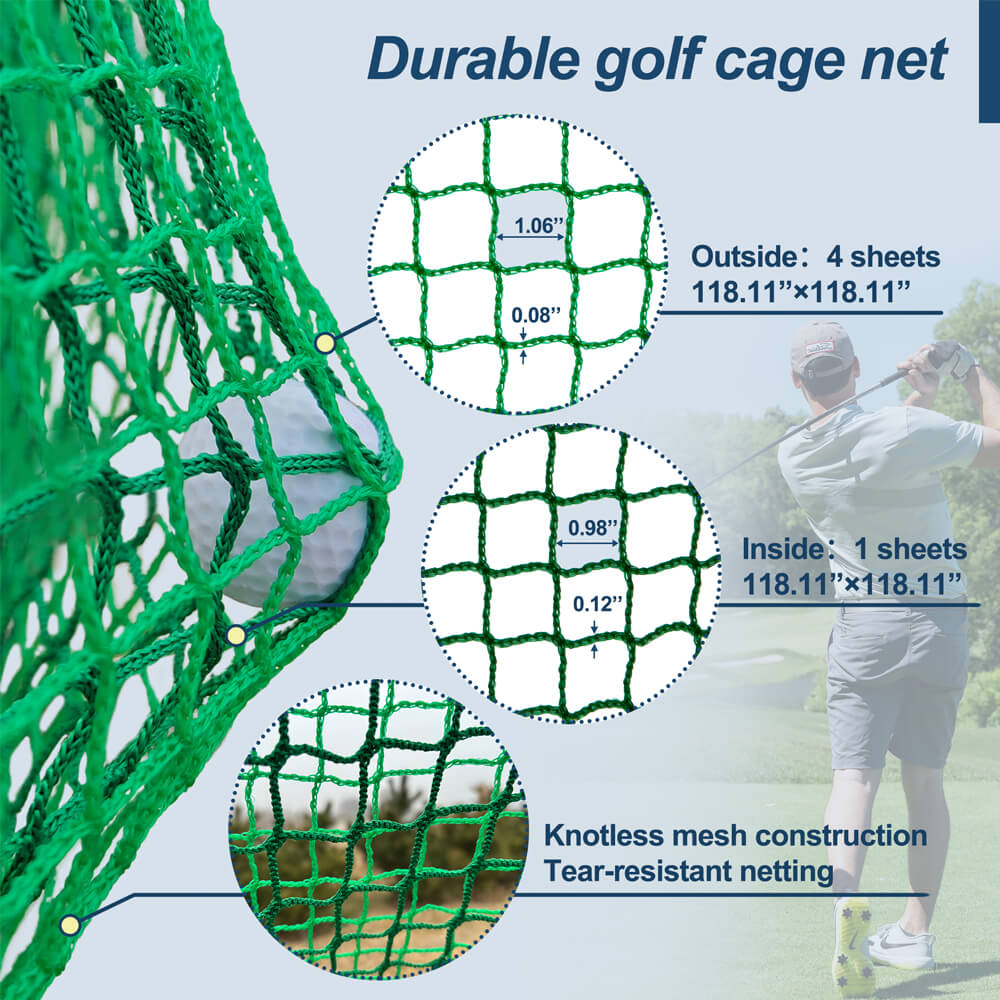 Durable golf cage net
1.06’’
0.08’’
Outside：4 sheets
118.11’’×118.11’’
0.98’’
0.12’’
Inside：1 sheets
118.11’’×118.11’’
Knotless mesh construction
Tear-resistant netting